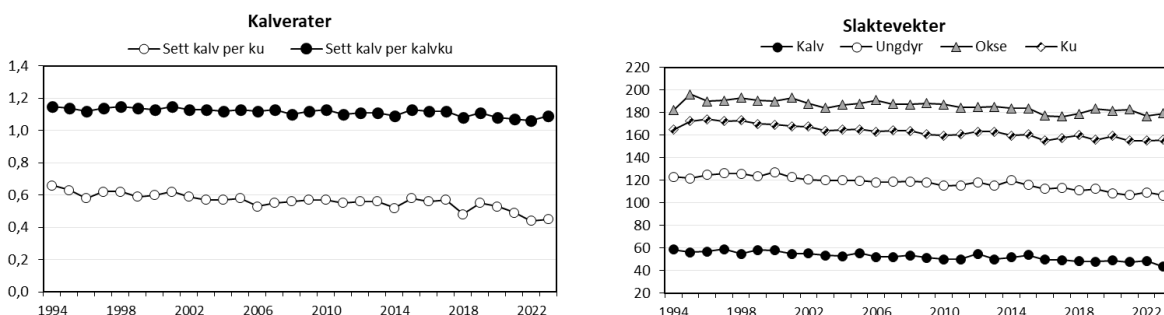 Kalverater
Sett kalv per ku
Sett kalv per kalvku
1,4
1,2
1,0
0,8
0,6
0,4
0,2
0,0
1994 1998 2002 2006 2010 2014 2018 2022
Slaktevekter
Kalv Ungdyr Okse Ku
220
200
180
160
140
120
100
80
60
40
20
1994 1998 2002 2006 2010 2014 2018 2022